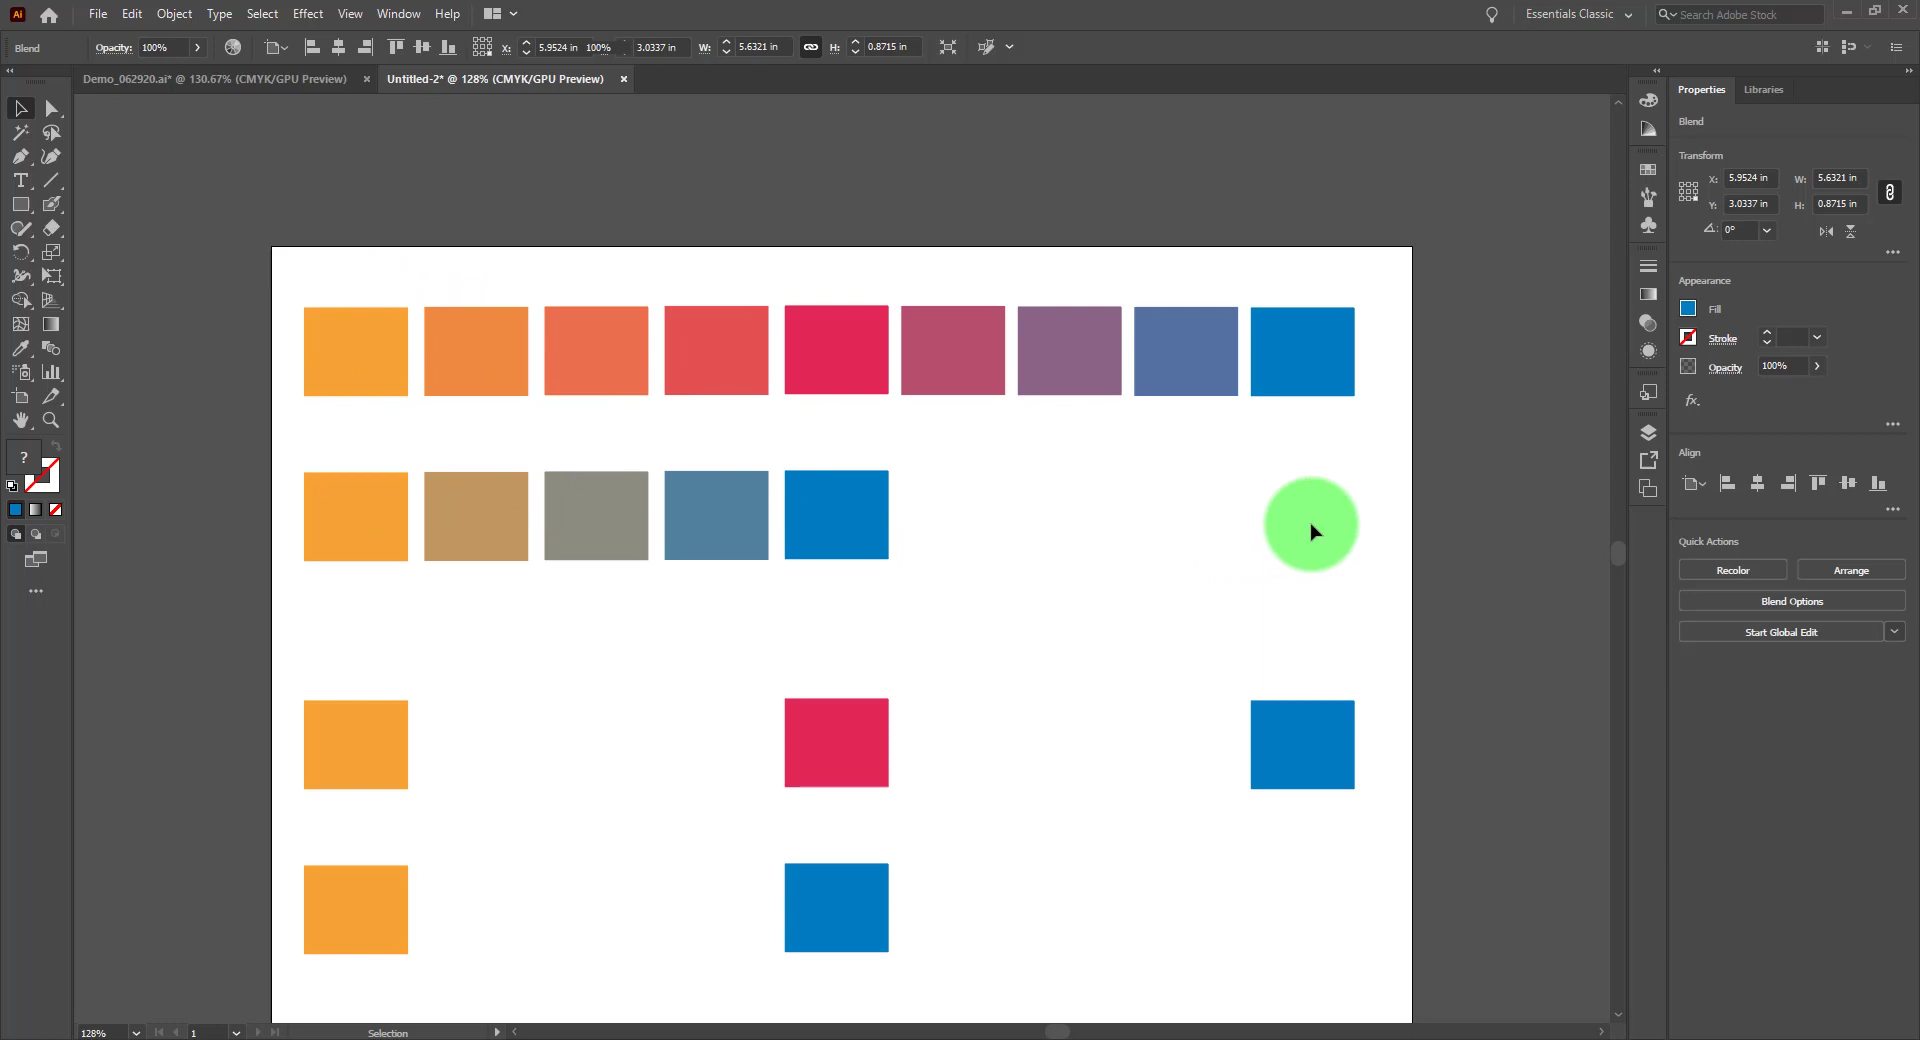 Ai File Edit Object Type Select Effect View Window Help Essentials Classic Search Adobe Stock
Blend Opacity: 100% X: 5.9524 in 100% 3.0337 in W: 5.6321 in H: 0.8715 in
Demo_062920.ai* @ 130.67% (CMYK/GPU Preview) × Untitled-2* @ 128% (CMYK/GPU Preview) ×
Properties Libraries
Blend
Transform
X: 5.9524 in W: 5.6321 in
Y: 3.0337 in H: 0.8715 in
0°
Appearance
Fill
Stroke
Opacity 100%
fx.
Align
Quick Actions
Recolor Arrange
Blend Options
Start Global Edit
T
?
128% 1 Selection